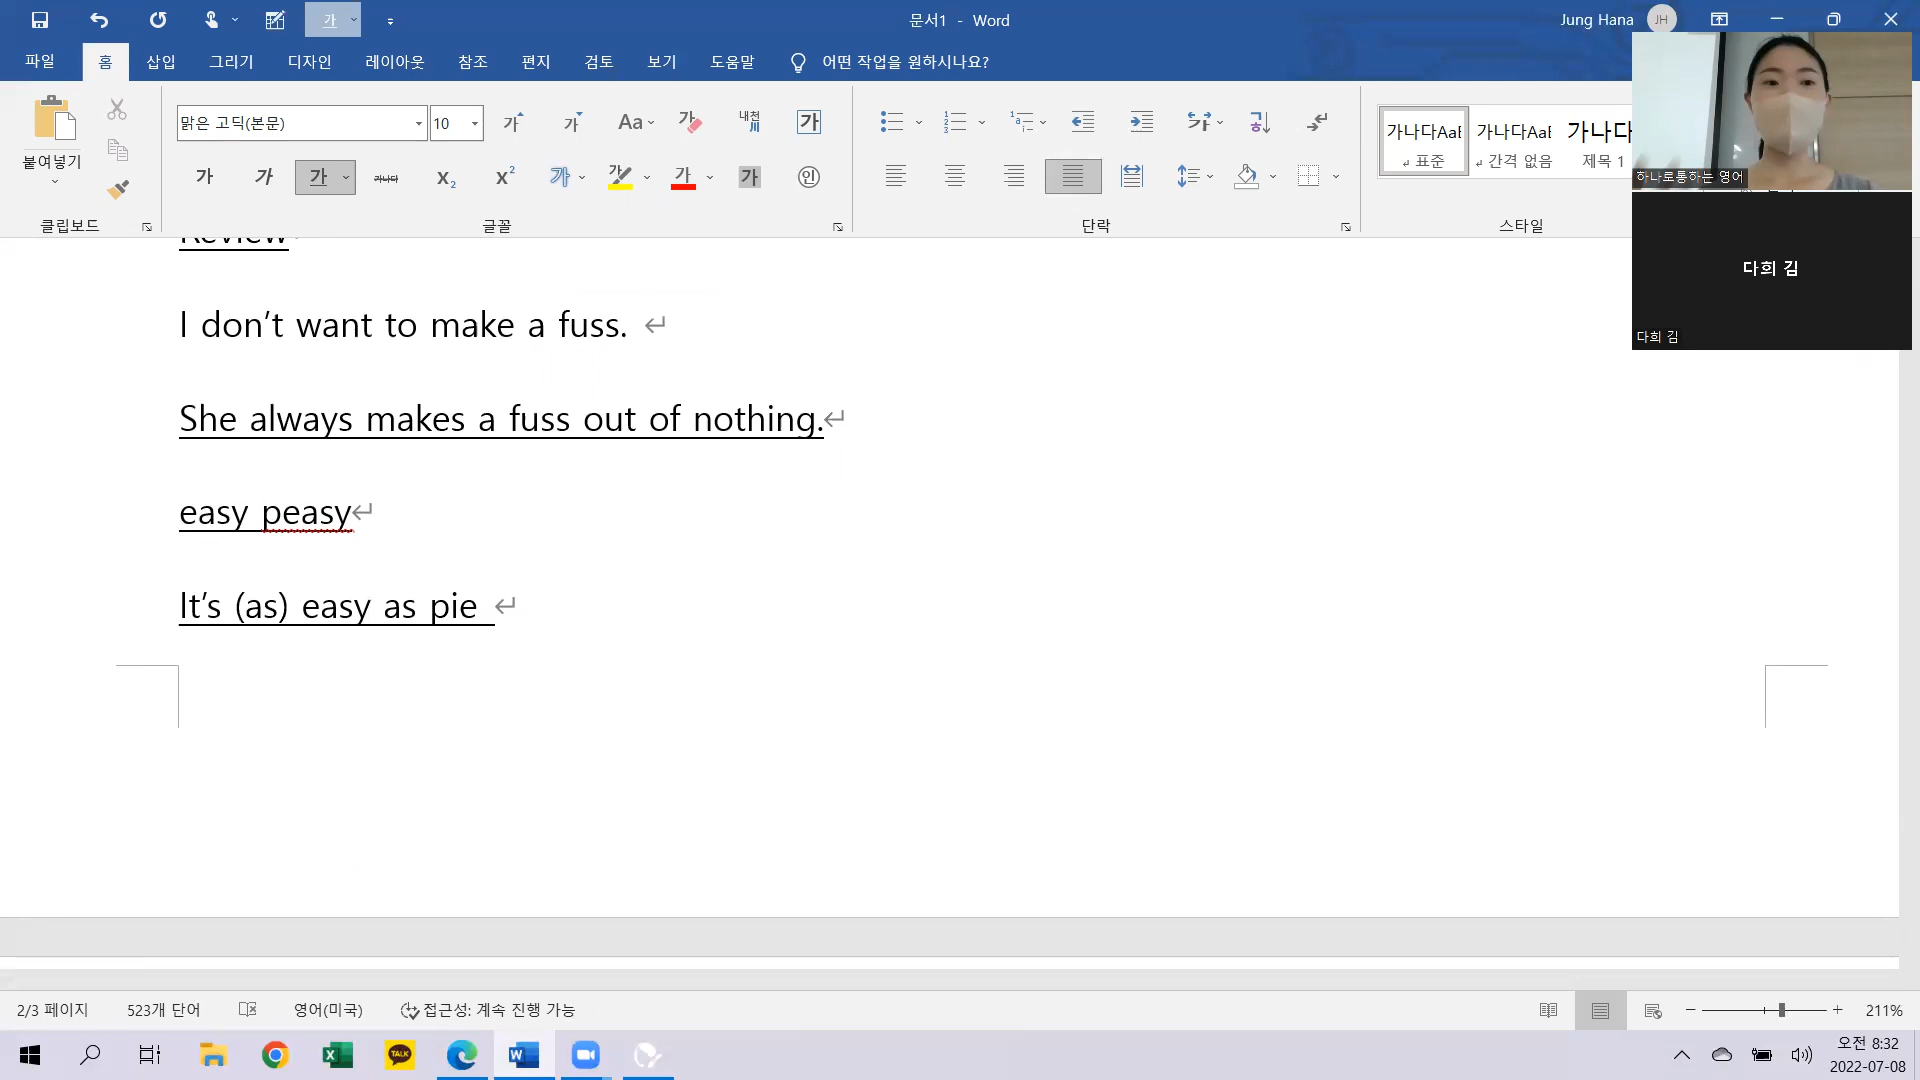 문서1 - Word
Jung Hana
JH
파일 홈 삽입 그리기 디자인 레이아웃 참조 편지 검토 보기 도움말 어떤 작업을 원하시나요?
붙여넣기
맑은 고딕(본문) 10
가나다AaB 가나다AaB 가나다
표준 간격 없음 제목 1
클립보드 글꼴 단락 스타일
하나로통하는 영어
다희 김
다희 김
Review
I don’t want to make a fuss.
She always makes a fuss out of nothing.
easy peasy
It’s (as) easy as pie
2/3 페이지 523개 단어 영어(미국) 접근성: 계속 진행 가능 211%
TALK
오전 8:32
2022-07-08